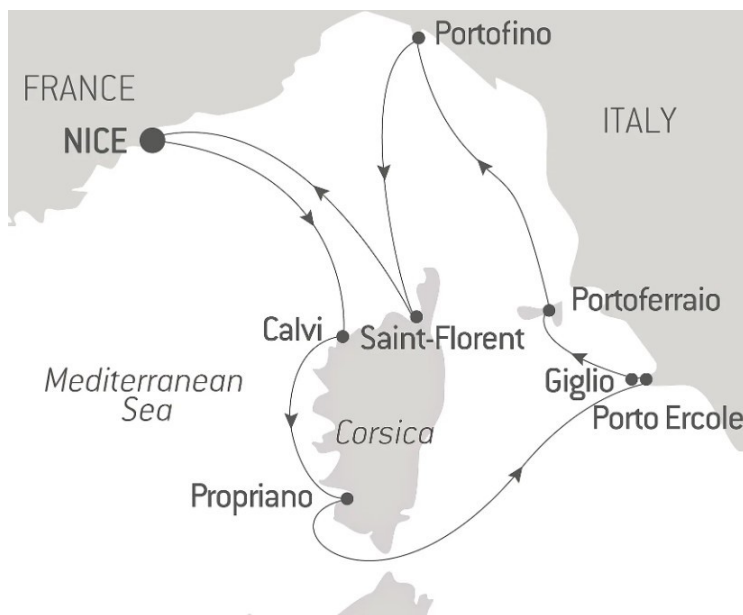 Portofino
FRANCE
ITALY
NICE
Portoferraio
Calvi
Saint-Florent
Mediterranean
Sea
Giglio
Porto Ercole
Corsica
Propriano